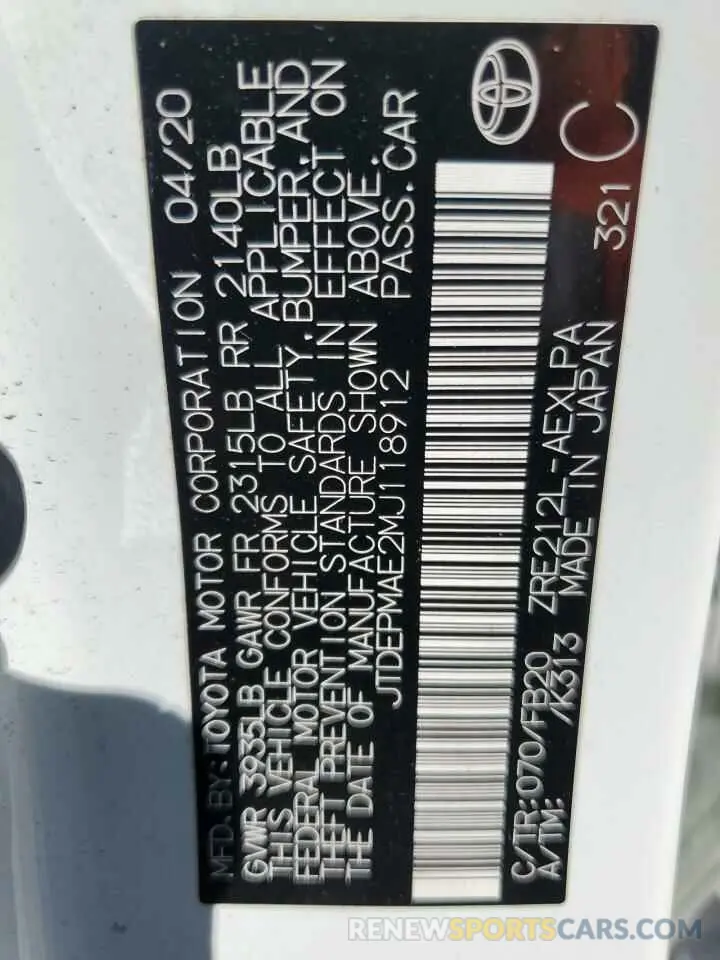 MFD. BY: TOYOTA MOTOR CORPORATION 04/20
GVWR 3935LB GAWR FR 2315LB RR 2140LB
THIS VEHICLE CONFORMS TO ALL APPLICABLE
FEDERAL MOTOR VEHICLE SAFETY, BUMPER, AND
THEFT PREVENTION STANDARDS IN EFFECT ON
THE DATE OF MANUFACTURE SHOWN ABOVE.
JTDEPMAE2MJ118912 PASS. CAR
C/TR: 070/FB20 ZRE212L-AEXLPA
A/TM: /K313 MADE IN JAPAN 321
C
RENEWSPORTSCARS.COM